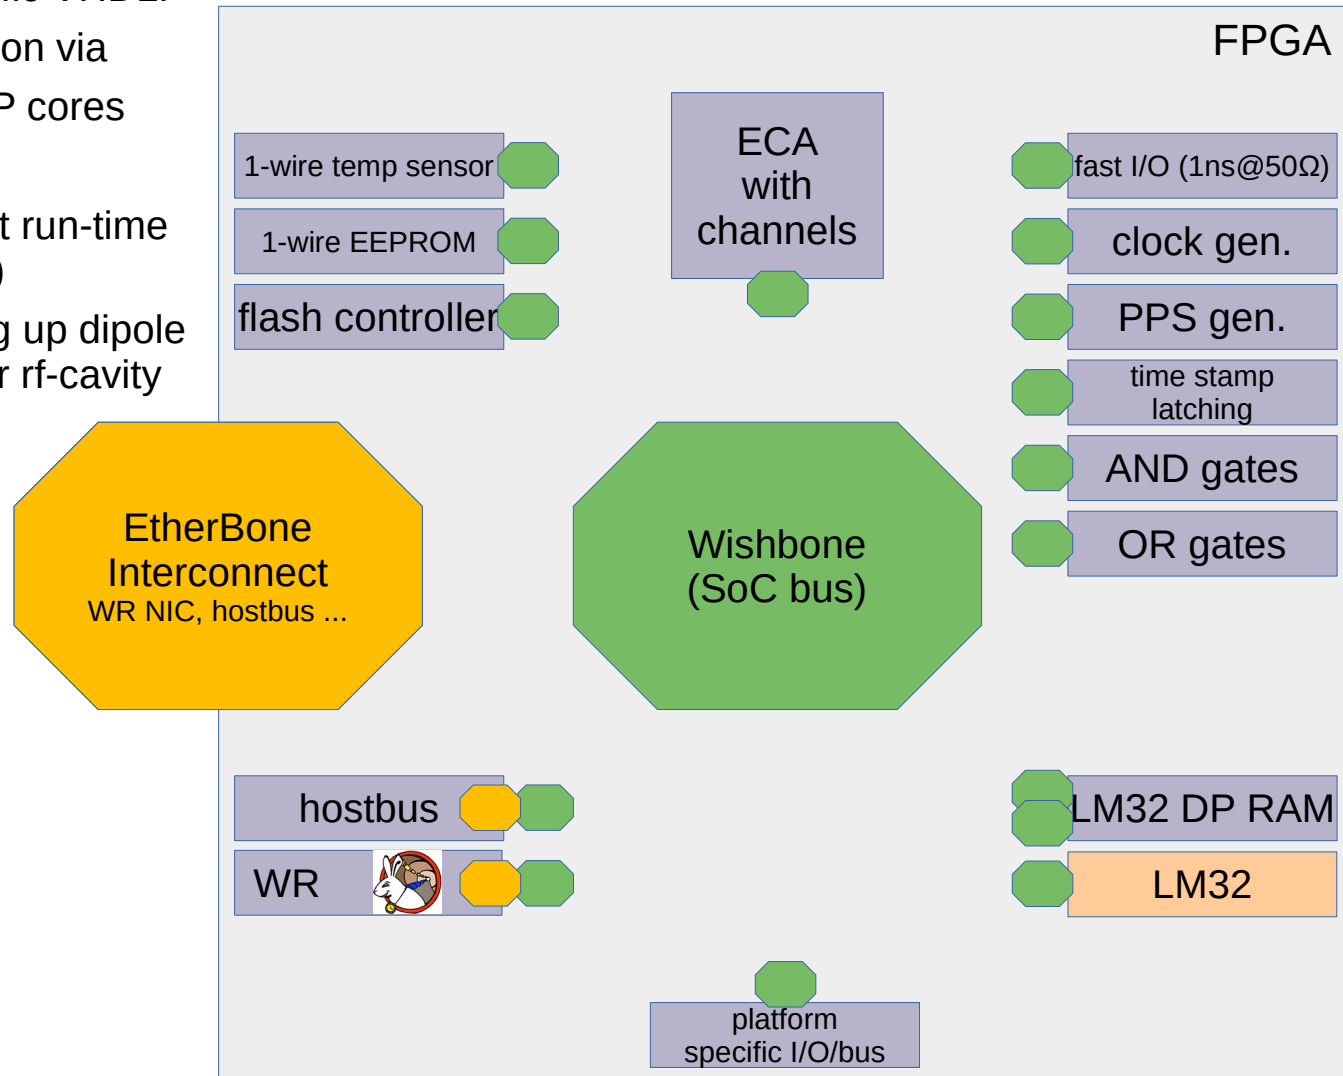 on via
P cores
t run-time
)
g up dipole
r rf-cavity
FPGA
1-wire temp sensor
1-wire EEPROM
flash controller
ECA
with
channels
fast I/O (1ns@50Ω)
clock gen.
PPS gen.
time stamp
latching
AND gates
OR gates
EtherBone
Interconnect
WR NIC, hostbus ...
Wishbone
(SoC bus)
hostbus
WR
LM32 DP RAM
LM32
platform
specific I/O/bus